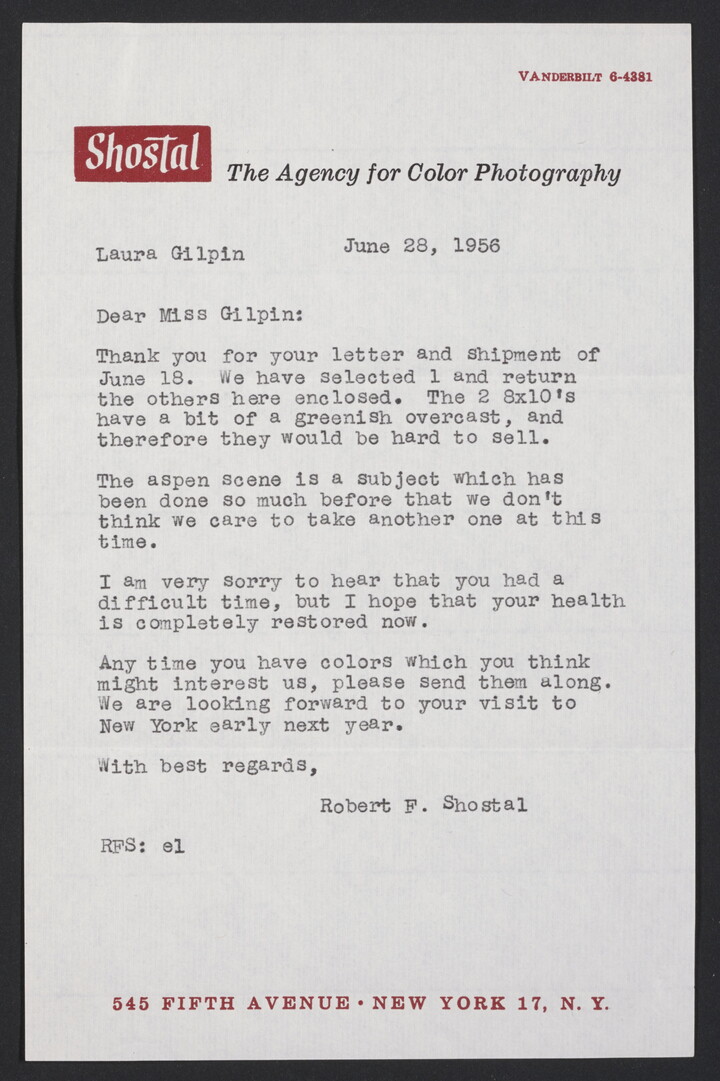 VANDERBILT 6-4381
Shostal
The Agency for Color Photography
Laura Gilpin June 28, 1956
Dear Miss Gilpin:
Thank you for your letter and shipment of
June 18. We have selected 1 and return
the others here enclosed. The 2 8x10's
have a bit of a greenish overcast, and
therefore they would be hard to sell.
The aspen scene is a subject which has
been done so much before that we don't
think we care to take another one at this
time.
I am very sorry to hear that you had a
difficult time, but I hope that your health
is completely restored now.
Any time you have colors which you think
might interest us, please send them along.
We are looking forward to your visit to
New York early next year.
With best regards,
Robert F. Shostal
RFS: el
545 FIFTH AVENUE • NEW YORK 17, N. Y.